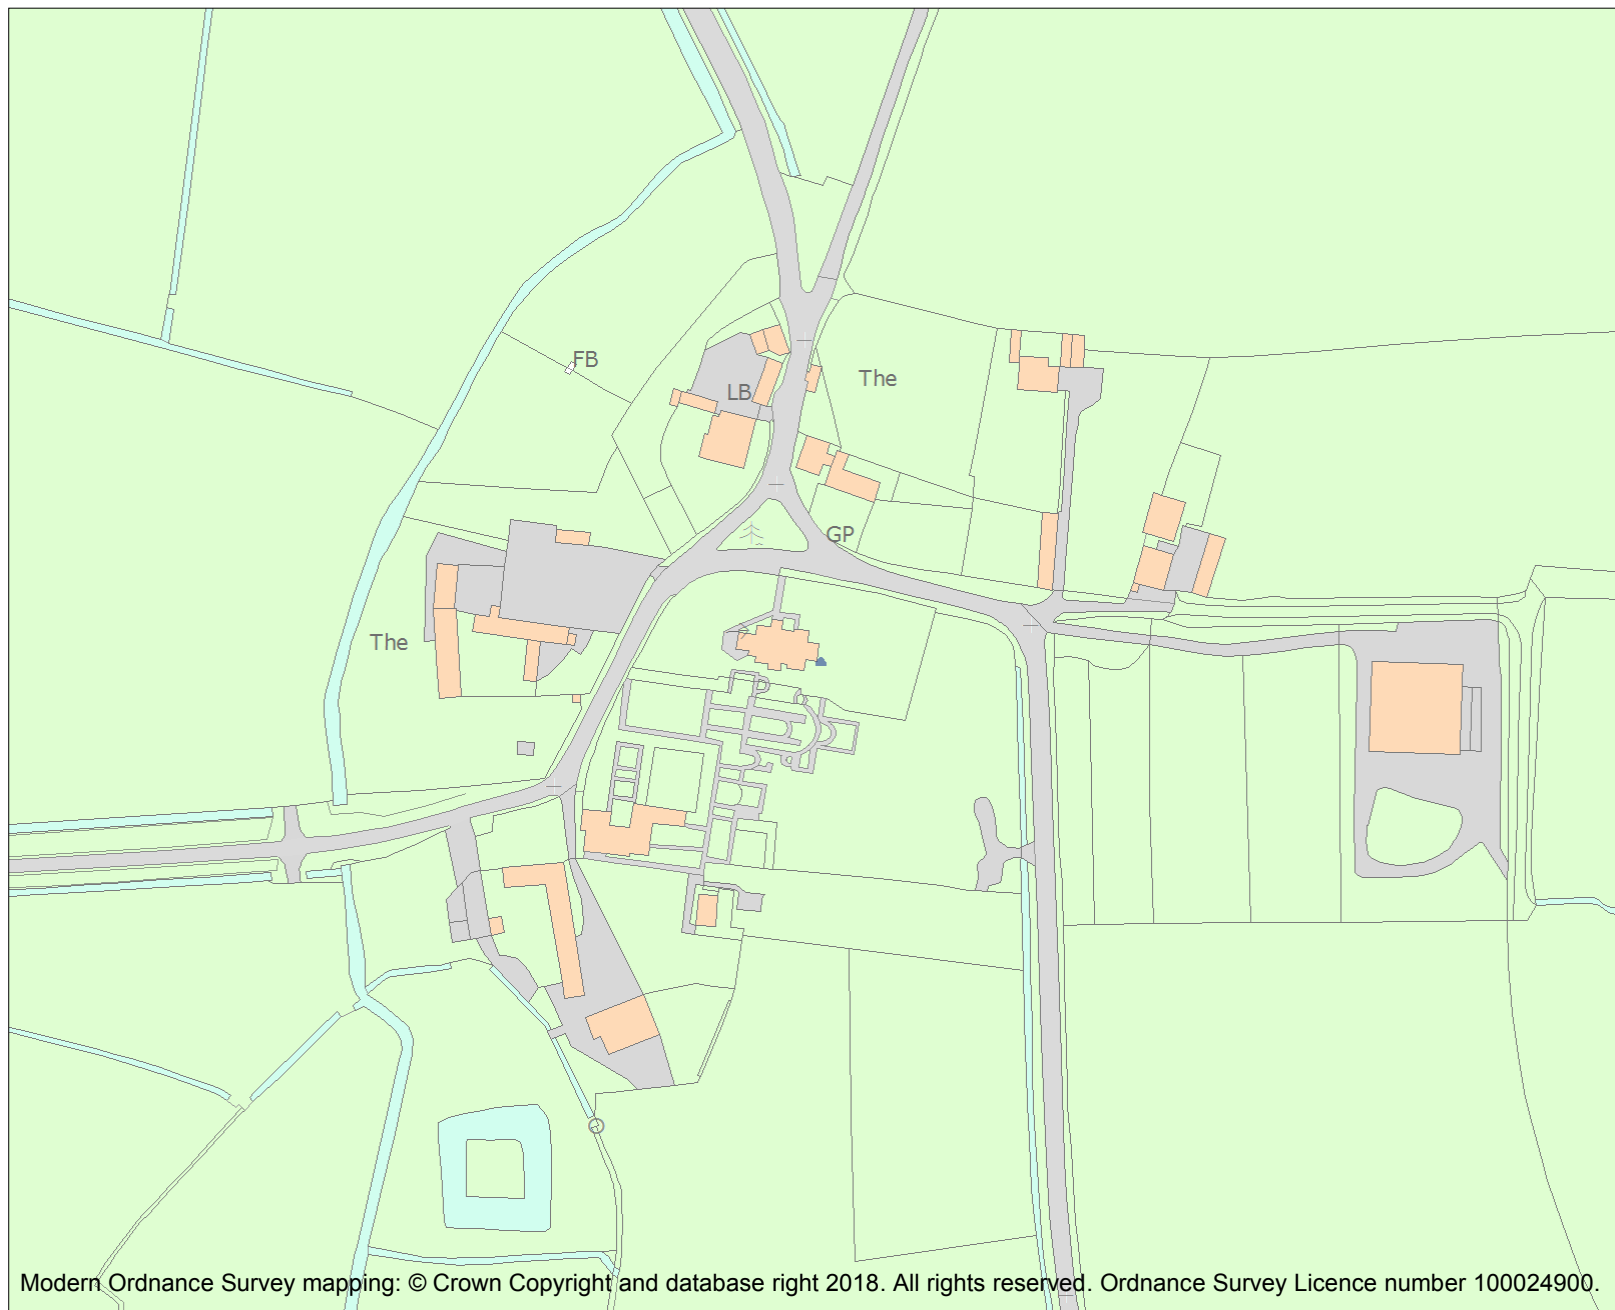 FB
The
LB
GP
The
Modern Ordnance Survey mapping: © Crown Copyright and database right 2018. All rights reserved. Ordnance Survey Licence number 100024900.